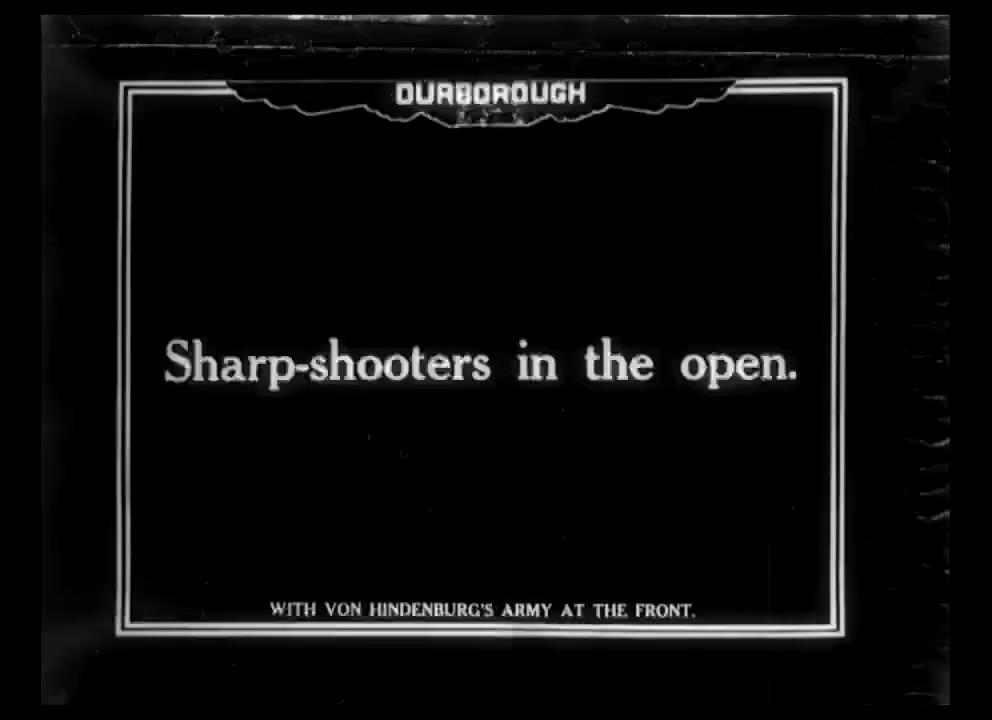 DURBOROUGH
Sharp-shooters in the open.
WITH VON HINDENBURG'S ARMY AT THE FRONT.